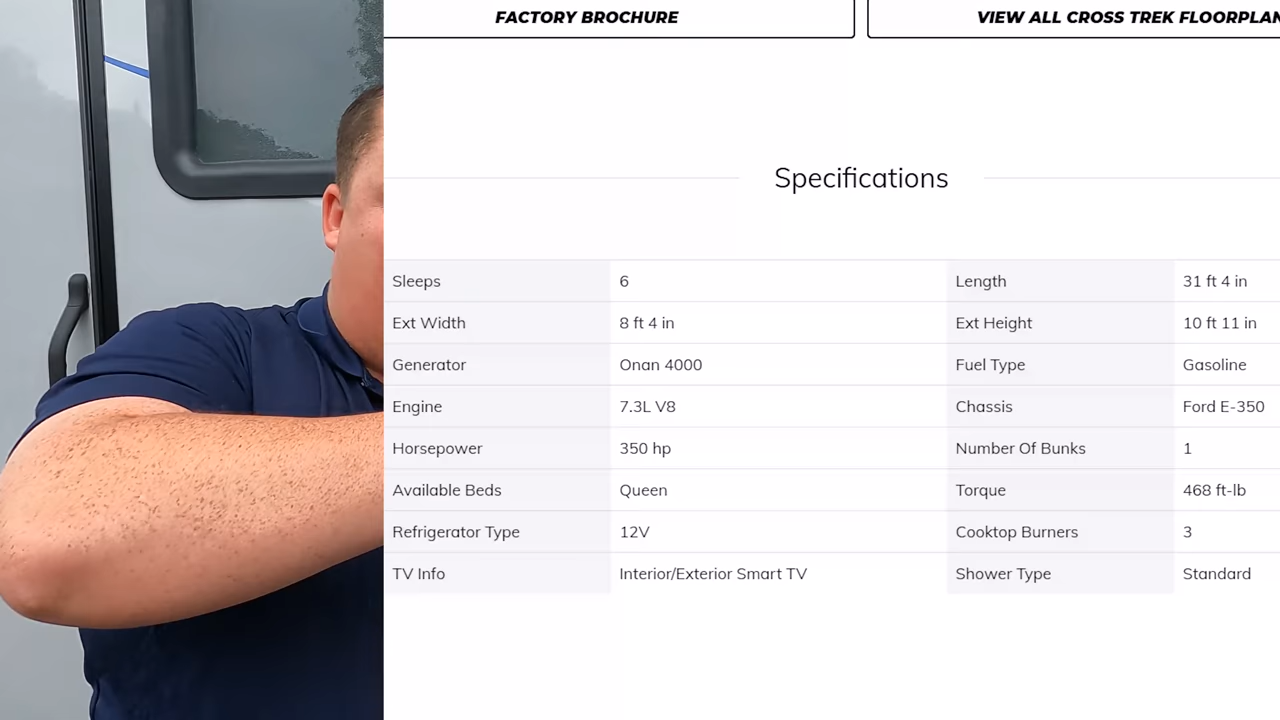 FACTORY BROCHURE
VIEW ALL CROSS TREK FLOORPLAN
Specifications
Sleeps 6 Length 31 ft 4 in
Ext Width 8 ft 4 in Ext Height 10 ft 11 in
Generator Onan 4000 Fuel Type Gasoline
Engine 7.3L V8 Chassis Ford E-350
Horsepower 350 hp Number Of Bunks 1
Available Beds Queen Torque 468 ft-lb
Refrigerator Type 12V Cooktop Burners 3
TV Info Interior/Exterior Smart TV Shower Type Standard